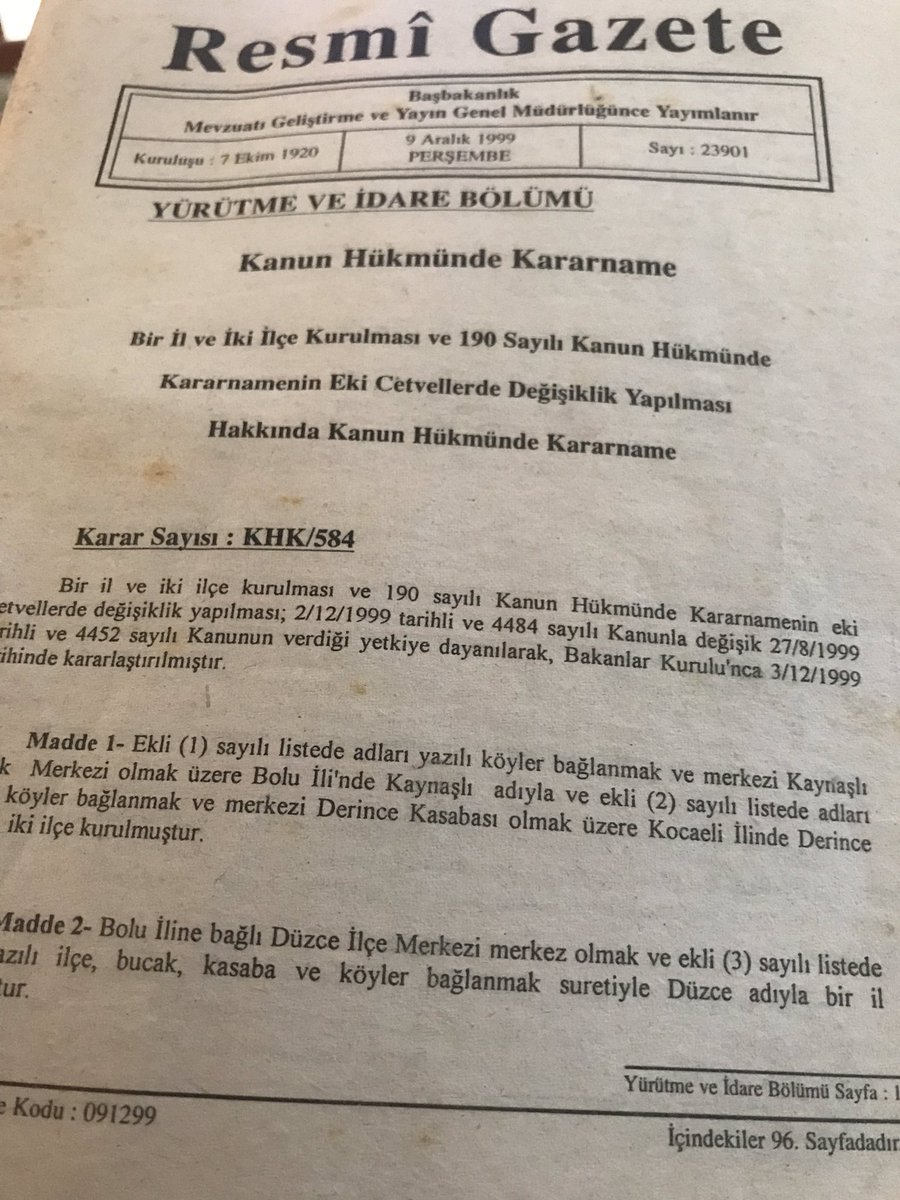 Resmî Gazete
Başbakanlık
Mevzuatı Geliştirme ve Yayın Genel Müdürlüğünce Yayımlanır
Kuruluşu : 7 Ekim 1920
9 Aralık 1999
PERŞEMBE
Sayı : 23901
YÜRÜTME VE İDARE BÖLÜMÜ
Kanun Hükmünde Kararname
Bir İl ve İki İlçe Kurulması ve 190 Sayılı Kanun Hükmünde
Kararnamenin Eki Cetvellerde Değişiklik Yapılması
Hakkında Kanun Hükmünde Kararname
Karar Sayısı : KHK/584
Bir il ve iki ilçe kurulması ve 190 sayılı Kanun Hükmünde Kararnamenin eki
etvellerde değişiklik yapılması; 2/12/1999 tarihli ve 4484 sayılı Kanunla değişik 27/8/1999
rihli ve 4452 sayılı Kanunun verdiği yetkiye dayanılarak, Bakanlar Kurulu'nca 3/12/1999
ihinde kararlaştırılmıştır.
Madde 1- Ekli (1) sayılı listede adları yazılı köyler bağlanmak ve merkezi Kaynaşlı
k Merkezi olmak üzere Bolu İli'nde Kaynaşlı adıyla ve ekli (2) sayılı listede adları
köyler bağlanmak ve merkezi Derince Kasabası olmak üzere Kocaeli İlinde Derince
iki ilçe kurulmuştur.
Madde 2- Bolu İline bağlı Düzce İlçe Merkezi merkez olmak ve ekli (3) sayılı listede
azılı ilçe, bucak, kasaba ve köyler bağlanmak suretiyle Düzce adıyla bir il
tur.
Yürütme ve İdare Bölümü Sayfa : 1
e Kodu : 091299
İçindekiler 96. Sayfadadır